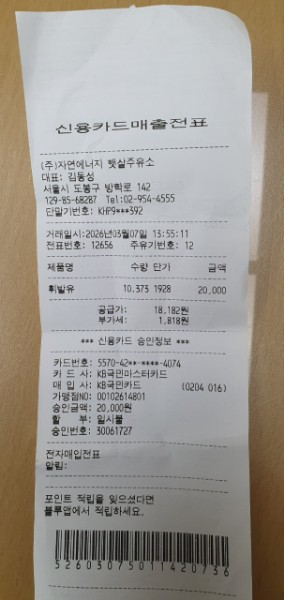 신용카드매출전표
(주)자연에너지 햇살주유소
대표: 김동성
서울시 도봉구 방학로 142
129-85-68287 Tel:02-954-4555
단말기번호: KHP9***392
거래일시:2026년03월07일 13:55:11
전표번호: 12656 주유기번호: 12
제품명 수량 단가 금액
휘발유 10.373 1928 20,000
공급가: 18,182원
부가세: 1,818원
*** 신용카드 승인정보 ***
카드번호: 5570-42**-****-4074
카 드 사: KB국민마스터카드
매 입 사: KB국민카드 (0204 016)
가맹점NO: 00102614801
승인금액: 20,000원
할 부: 일시불
승인번호: 30061727
전자매입전표
알림:
포인트 적립을 잊으셨다면
블루앱에서 적립하세요.
52603075011420736